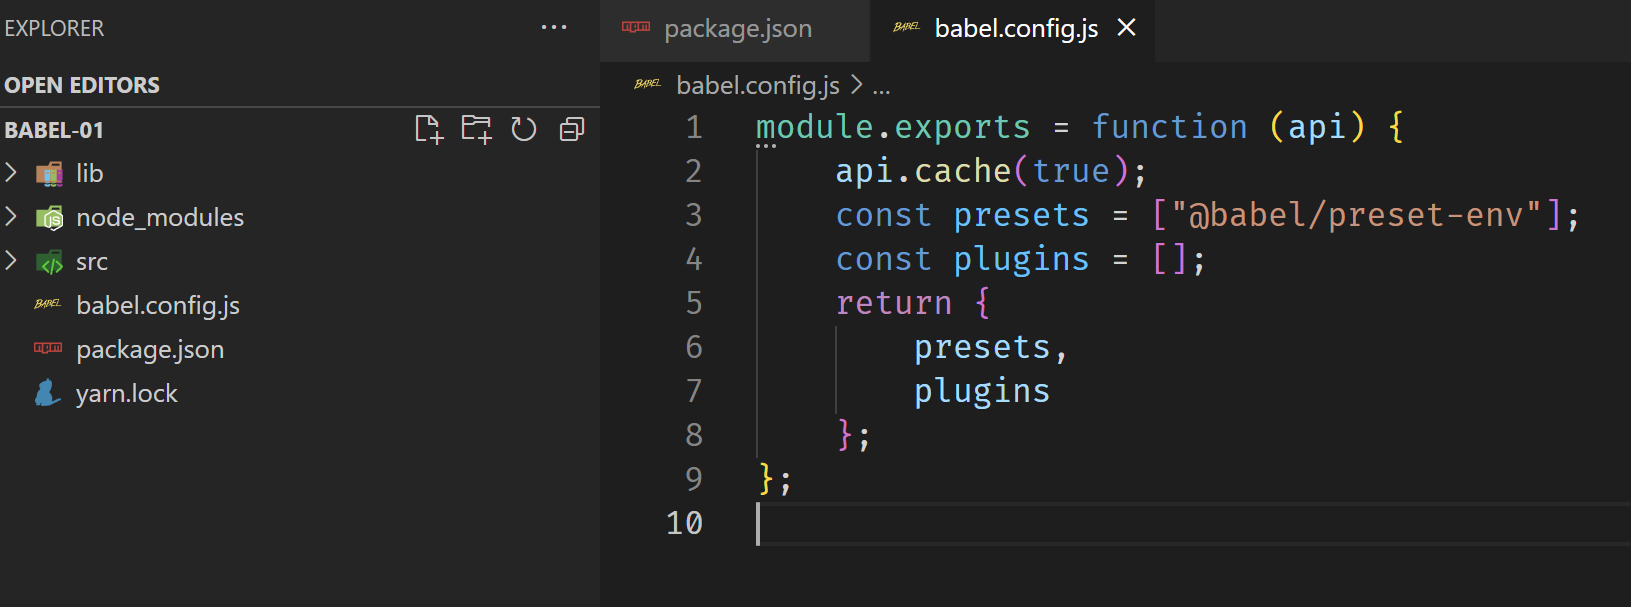 EXPLORER
OPEN EDITORS
BABEL-01
lib
node_modules
src
babel.config.js
package.json
yarn.lock
package.json
BABEL babel.config.js
BABEL babel.config.js > ...
1 module.exports = function (api) {
2 api.cache(true);
3 const presets = ["@babel/preset-env"];
4 const plugins = [];
5 return {
6 presets,
7 plugins
8 };
9 };
10